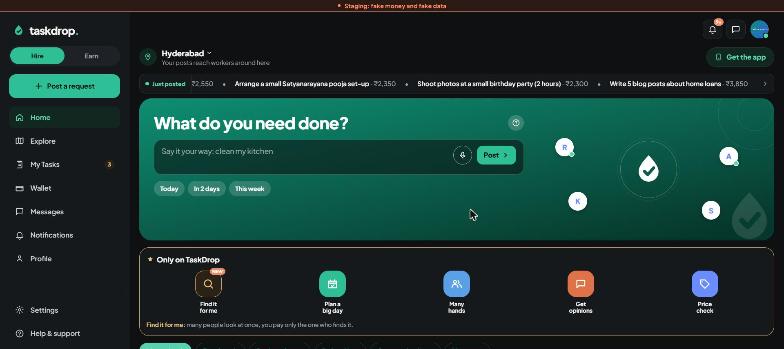 Staging: fake money and fake data
taskdrop.
Hire
Earn
+ Post a request
Home
Explore
My Tasks
3
Wallet
Messages
Notifications
Profile
Settings
Help & support
Hyderabad
Your posts reach workers around here
Get the app
Just posted ₹2,550 • Arrange a small Satyanarayana pooja set-up · ₹2,350 • Shoot photos at a small birthday party (2 hours) · ₹2,300 • Write 5 blog posts about home loans · ₹3,850
What do you need done?
Say it your way: clean my kitchen
Post
Today
In 2 days
This week
R
A
K
S
Only on TaskDrop
NEW
Find it
for me
Plan a
big day
Many
hands
Get
opinions
Price
check
Find it for me: many people look at once, you pay only the one who finds it.